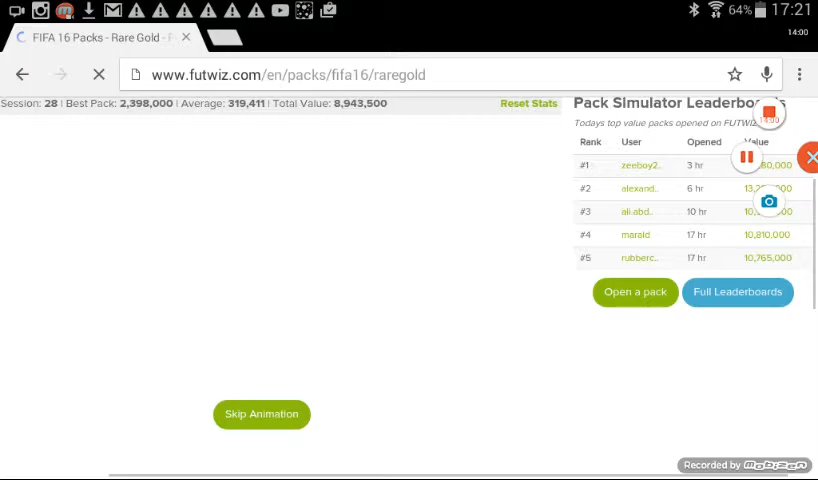 64% 17:21
FIFA 16 Packs - Rare Gold - F
14:00
www.futwiz.com/en/packs/fifa16/raregold
Session: 28 | Best Pack: 2,398,000 | Average: 319,411 | Total Value: 8,943,500
Reset Stats
Pack Simulator Leaderboards
Todays top value packs opened on FUTWIZ
14:00
Rank User Opened Value
#1 zeeboy2.. 3 hr
#2 alexand.. 6 hr
#3 ali.abd.. 10 hr
#4 marald 17 hr 10,810,000
#5 rubberc.. 17 hr 10,765,000
Open a pack Full Leaderboards
Skip Animation
Recorded by mobizen